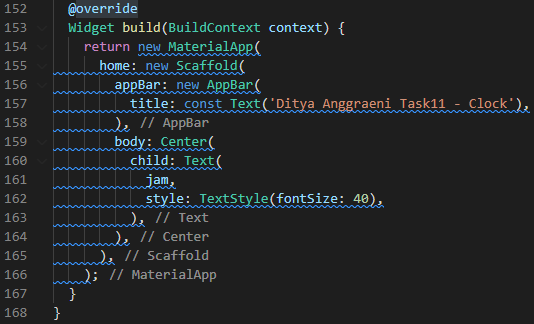 152 @override
153 Widget build(BuildContext context) {
154 return new MaterialApp(
155 home: new Scaffold(
156 appBar: new AppBar(
157 title: const Text('Ditya Anggraeni Task11 - Clock'),
158 ), // AppBar
159 body: Center(
160 child: Text(
161 jam,
162 style: TextStyle(fontSize: 40),
163 ), // Text
164 ), // Center
165 ), // Scaffold
166 ); // MaterialApp
167 }
168 }